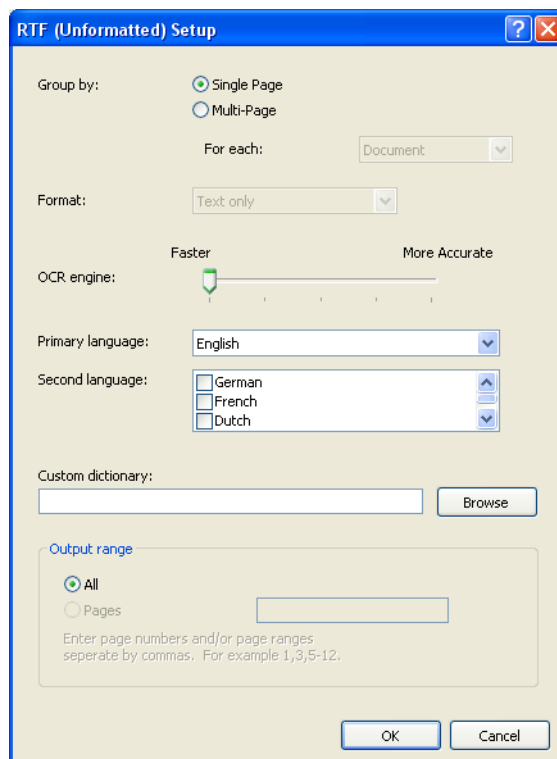 RTF (Unformatted) Setup
Group by:
Single Page
Multi-Page
For each:
Document
Format:
Text only
Faster
More Accurate
OCR engine:
Primary language:
English
Second language:
German
French
Dutch
Custom dictionary:
Browse
Output range
All
Pages
Enter page numbers and/or page ranges
seperate by commas. For example 1,3,5-12.
OK
Cancel